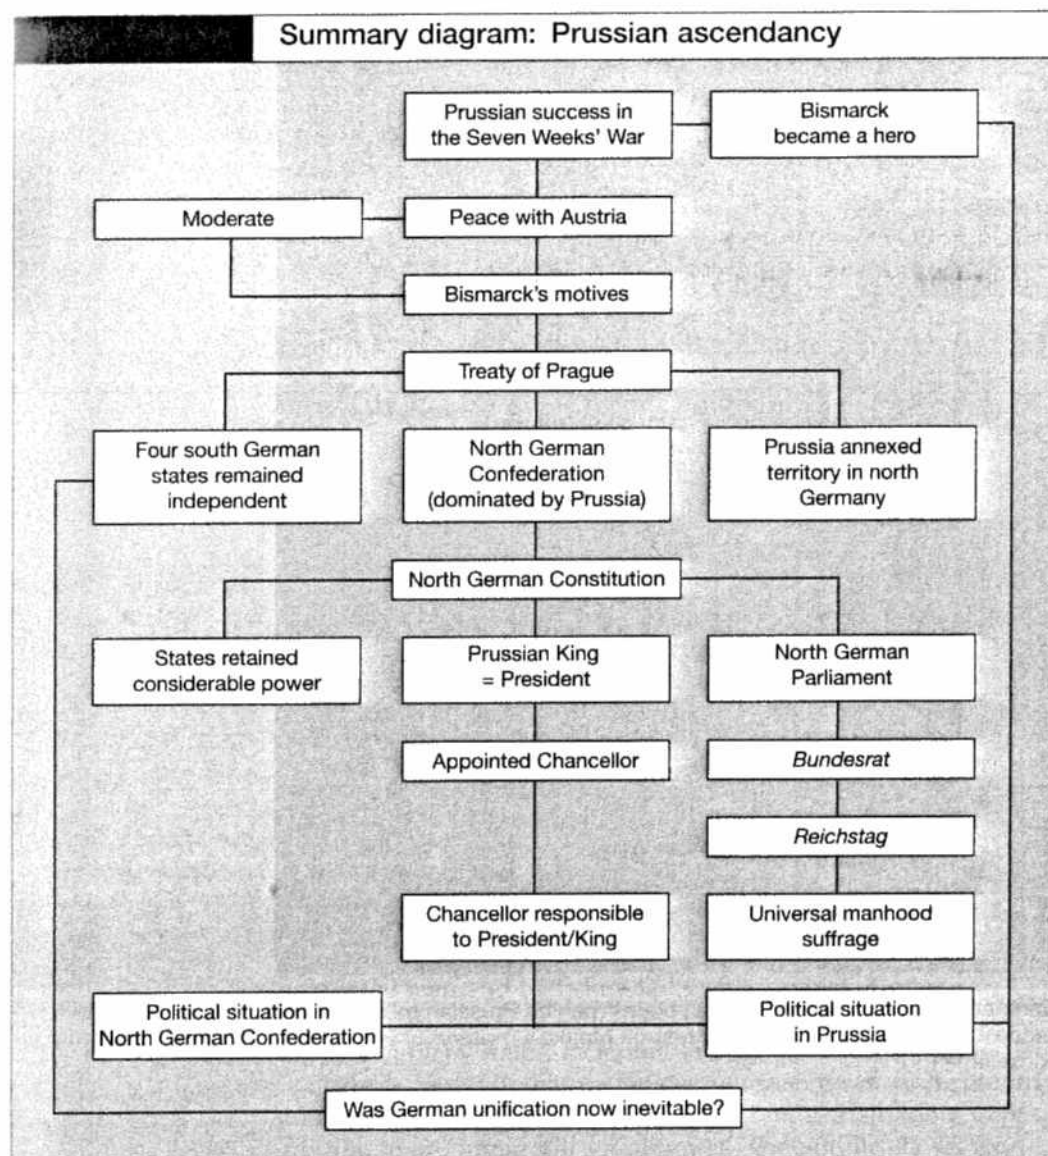 Summary diagram: Prussian ascendancy
Prussian success in
the Seven Weeks' War
Bismarck
became a hero
Moderate
Peace with Austria
Bismarck's motives
Treaty of Prague
Four south German
states remained
independent
North German
Confederation
(dominated by Prussia)
Prussia annexed
territory in north
Germany
North German Constitution
States retained
considerable power
Prussian King
= President
North German
Parliament
Appointed Chancellor
Bundesrat
Reichstag
Chancellor responsible
to President/King
Universal manhood
suffrage
Political situation in
North German Confederation
Political situation
in Prussia
Was German unification now inevitable?